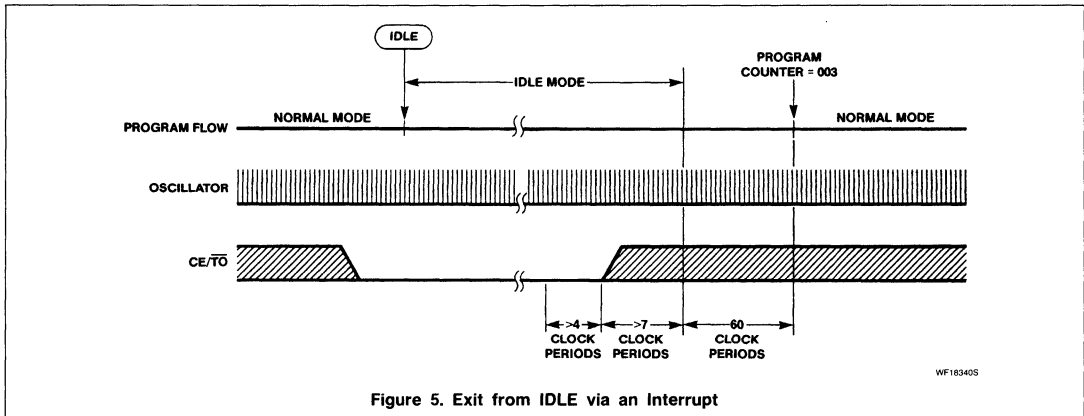 IDLE
PROGRAM
COUNTER = 003
IDLE MODE
NORMAL MODE
NORMAL MODE
PROGRAM FLOW
OSCILLATOR
CE/T̅O̅
>4
CLOCK
PERIODS
>7
CLOCK
PERIODS
60
CLOCK
PERIODS
WF18340S
Figure 5. Exit from IDLE via an Interrupt